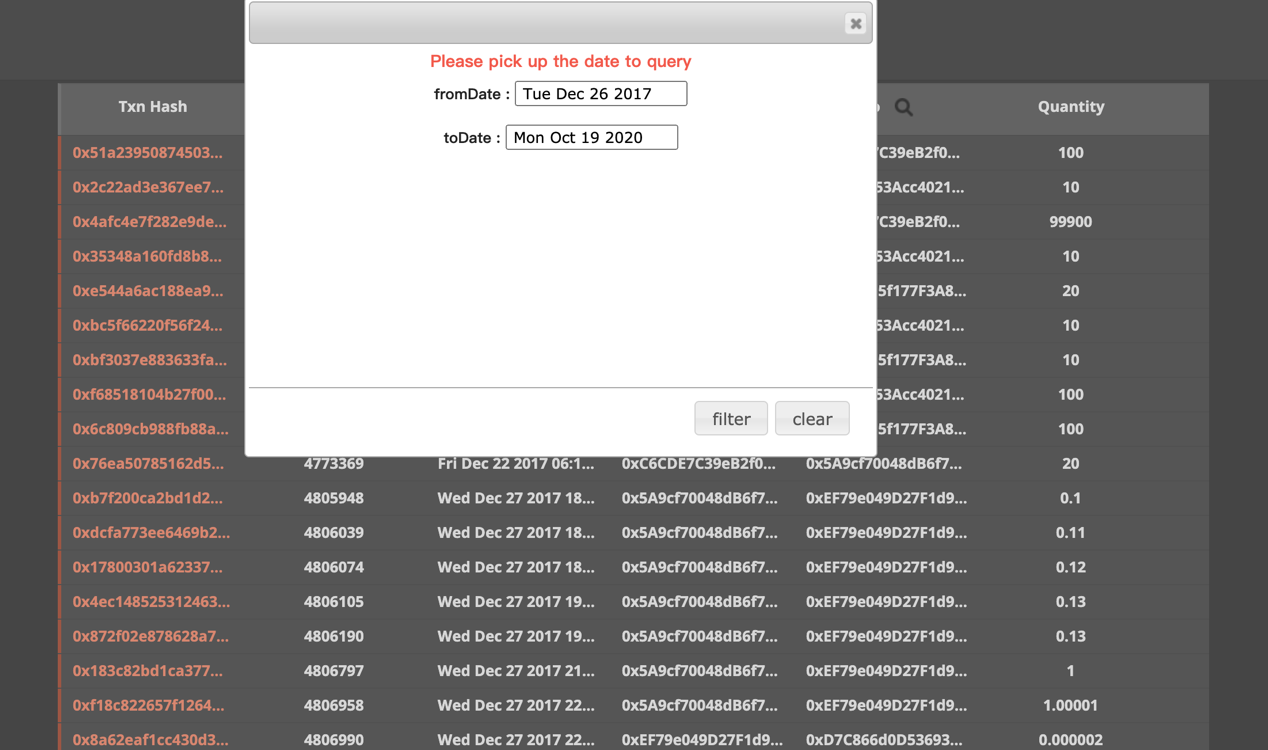 Please pick up the date to query
fromDate : Tue Dec 26 2017
toDate : Mon Oct 19 2020
filter clear
Txn Hash Quantity
0x51a23950874503... 7C39eB2f0... 100
0x2c22ad3e367ee7... 53Acc4021... 10
0x4afc4e7f282e9de... 7C39eB2f0... 99900
0x35348a160fd8b8... 53Acc4021... 10
0xe544a6ac188ea9... 5f177F3A8... 20
0xbc5f66220f56f24... 53Acc4021... 10
0xbf3037e883633fa... 5f177F3A8... 10
0xf68518104b27f00... 53Acc4021... 100
0x6c809cb988fb88a... 5f177F3A8... 100
0x76ea50785162d5... 4773369 Fri Dec 22 2017 06:1... 0xC6CDE7C39eB2f0... 0x5A9cf70048dB6f7... 20
0xb7f200ca2bd1d2... 4805948 Wed Dec 27 2017 18... 0x5A9cf70048dB6f7... 0xEF79e049D27F1d9... 0.1
0xdcfa773ee6469b2... 4806039 Wed Dec 27 2017 18... 0x5A9cf70048dB6f7... 0xEF79e049D27F1d9... 0.11
0x17800301a62337... 4806074 Wed Dec 27 2017 18... 0x5A9cf70048dB6f7... 0xEF79e049D27F1d9... 0.12
0x4ec148525312463... 4806105 Wed Dec 27 2017 19... 0x5A9cf70048dB6f7... 0xEF79e049D27F1d9... 0.13
0x872f02e878628a7... 4806190 Wed Dec 27 2017 19... 0x5A9cf70048dB6f7... 0xEF79e049D27F1d9... 0.13
0x183c82bd1ca377... 4806797 Wed Dec 27 2017 21... 0x5A9cf70048dB6f7... 0xEF79e049D27F1d9... 1
0xf18c822657f1264... 4806958 Wed Dec 27 2017 22... 0x5A9cf70048dB6f7... 0xEF79e049D27F1d9... 1.00001
0x8a62eaf1cc430d3... 4806990 Wed Dec 27 2017 22... 0xEF79e049D27F1d9... 0xD7C866d0D53693... 0.000002